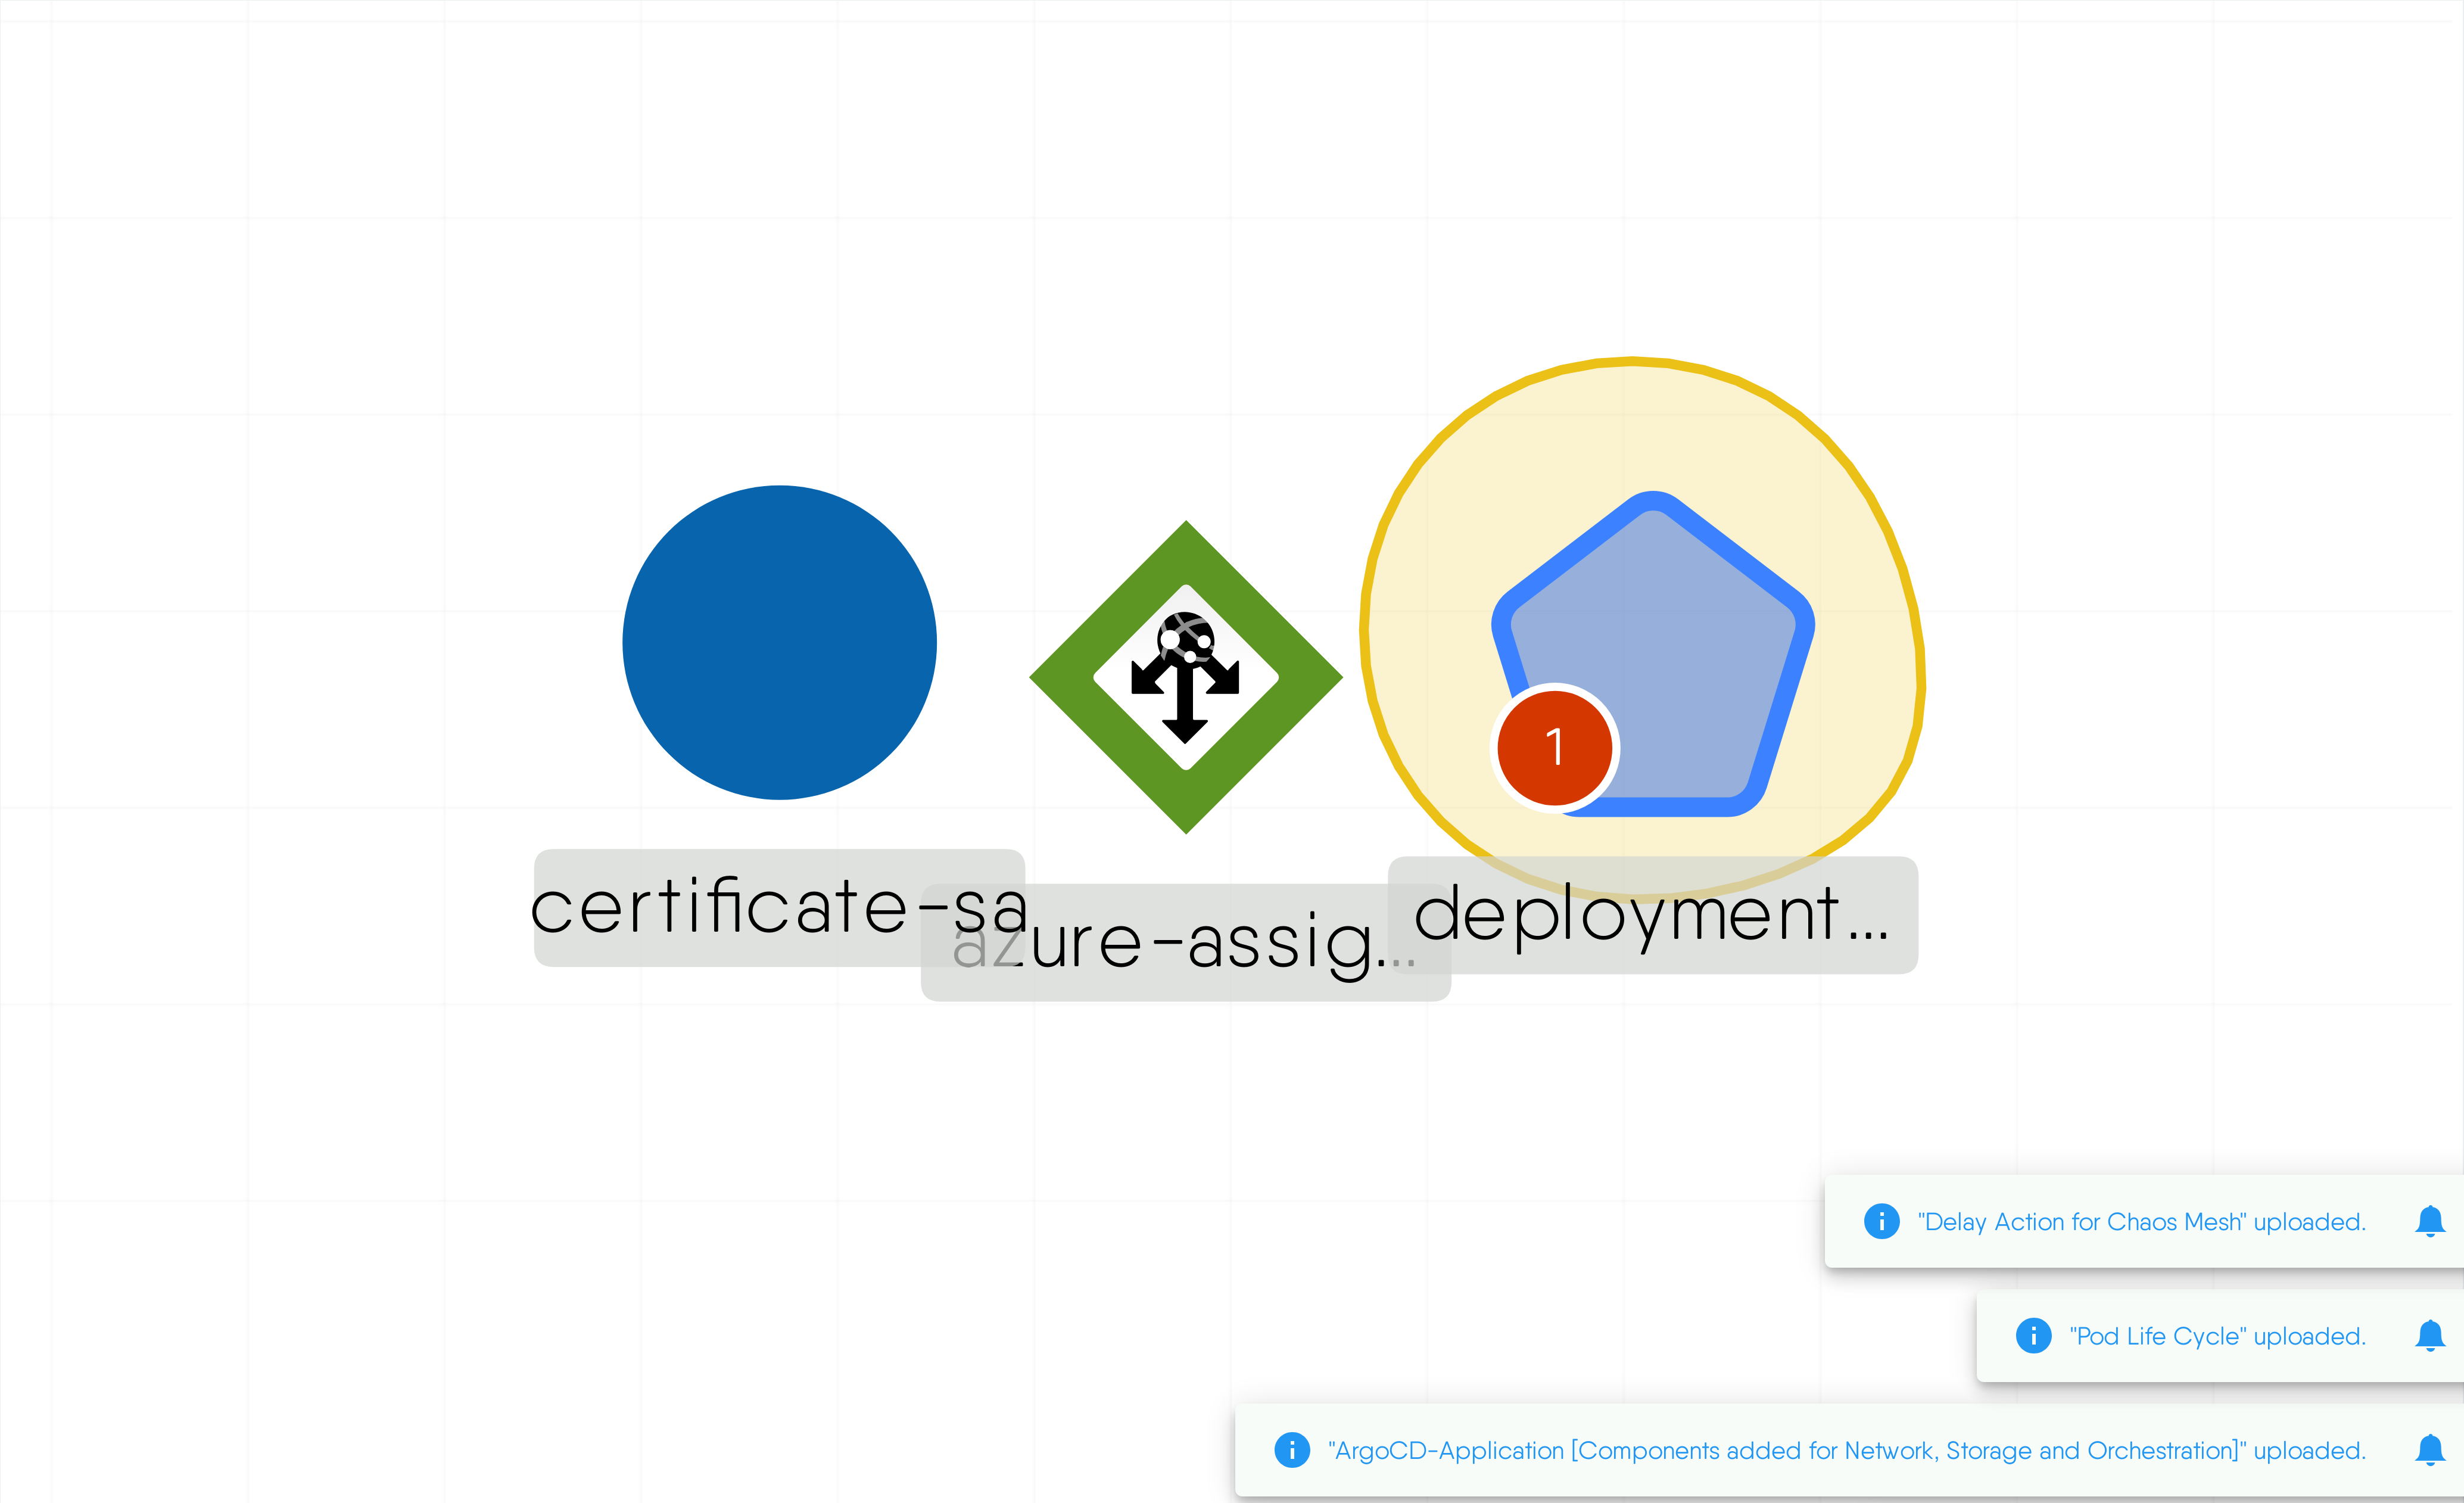 1
certificate-sa
azure-assig...
deployment...
"Delay Action for Chaos Mesh" uploaded.
"Pod Life Cycle" uploaded.
"ArgoCD-Application [Components added for Network, Storage and Orchestration]" uploaded.